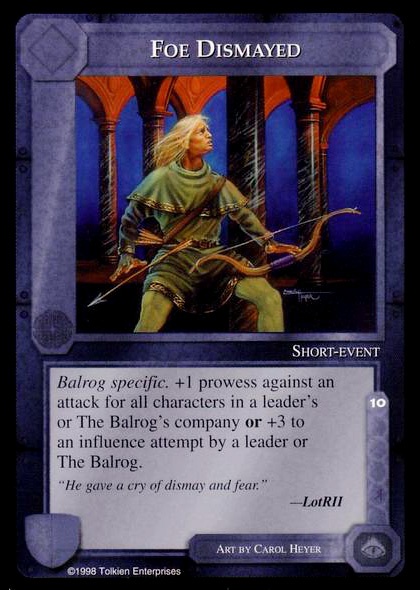 FOE DISMAYED
Carol Heyer
SHORT-EVENT
Balrog specific. +1 prowess against an
attack for all characters in a leader's
or The Balrog's company or +3 to
an influence attempt by a leader or
The Balrog.
10
"He gave a cry of dismay and fear."
—LotRII
ART BY CAROL HEYER
©1998 Tolkien Enterprises